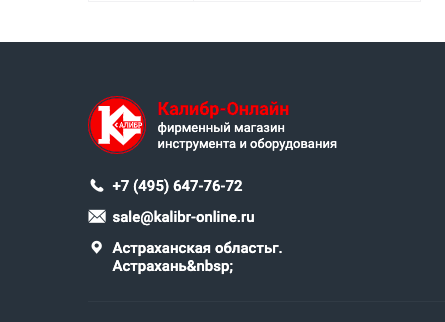 КАЛИБР
Калибр-Онлайн
фирменный магазин
инструмента и оборудования
+7 (495) 647-76-72
sale@kalibr-online.ru
Астраханская областьг.
Астрахань&nbsp;